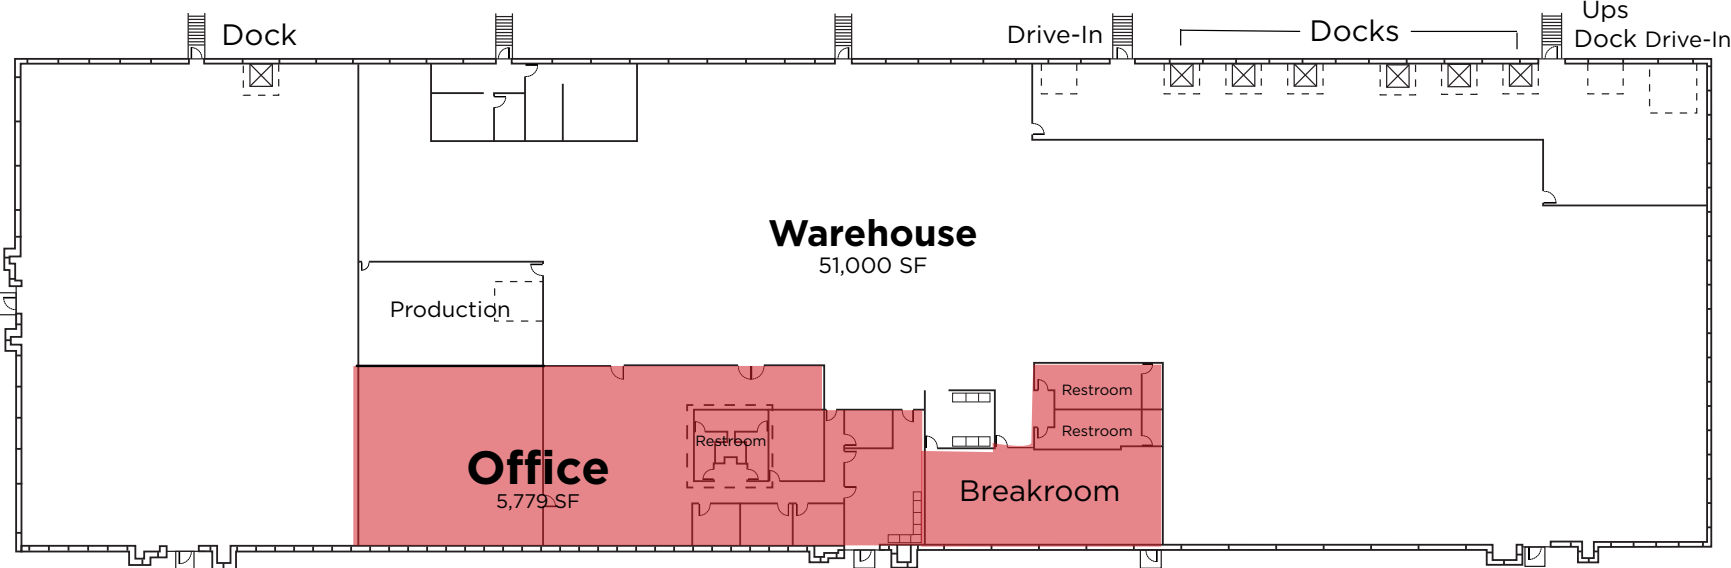 Dock
Drive-In
Docks
Ups
Dock
Drive-In
Warehouse
51,000 SF
Production
Restroom
Restroom
Restroom
Office
5,779 SF
Breakroom